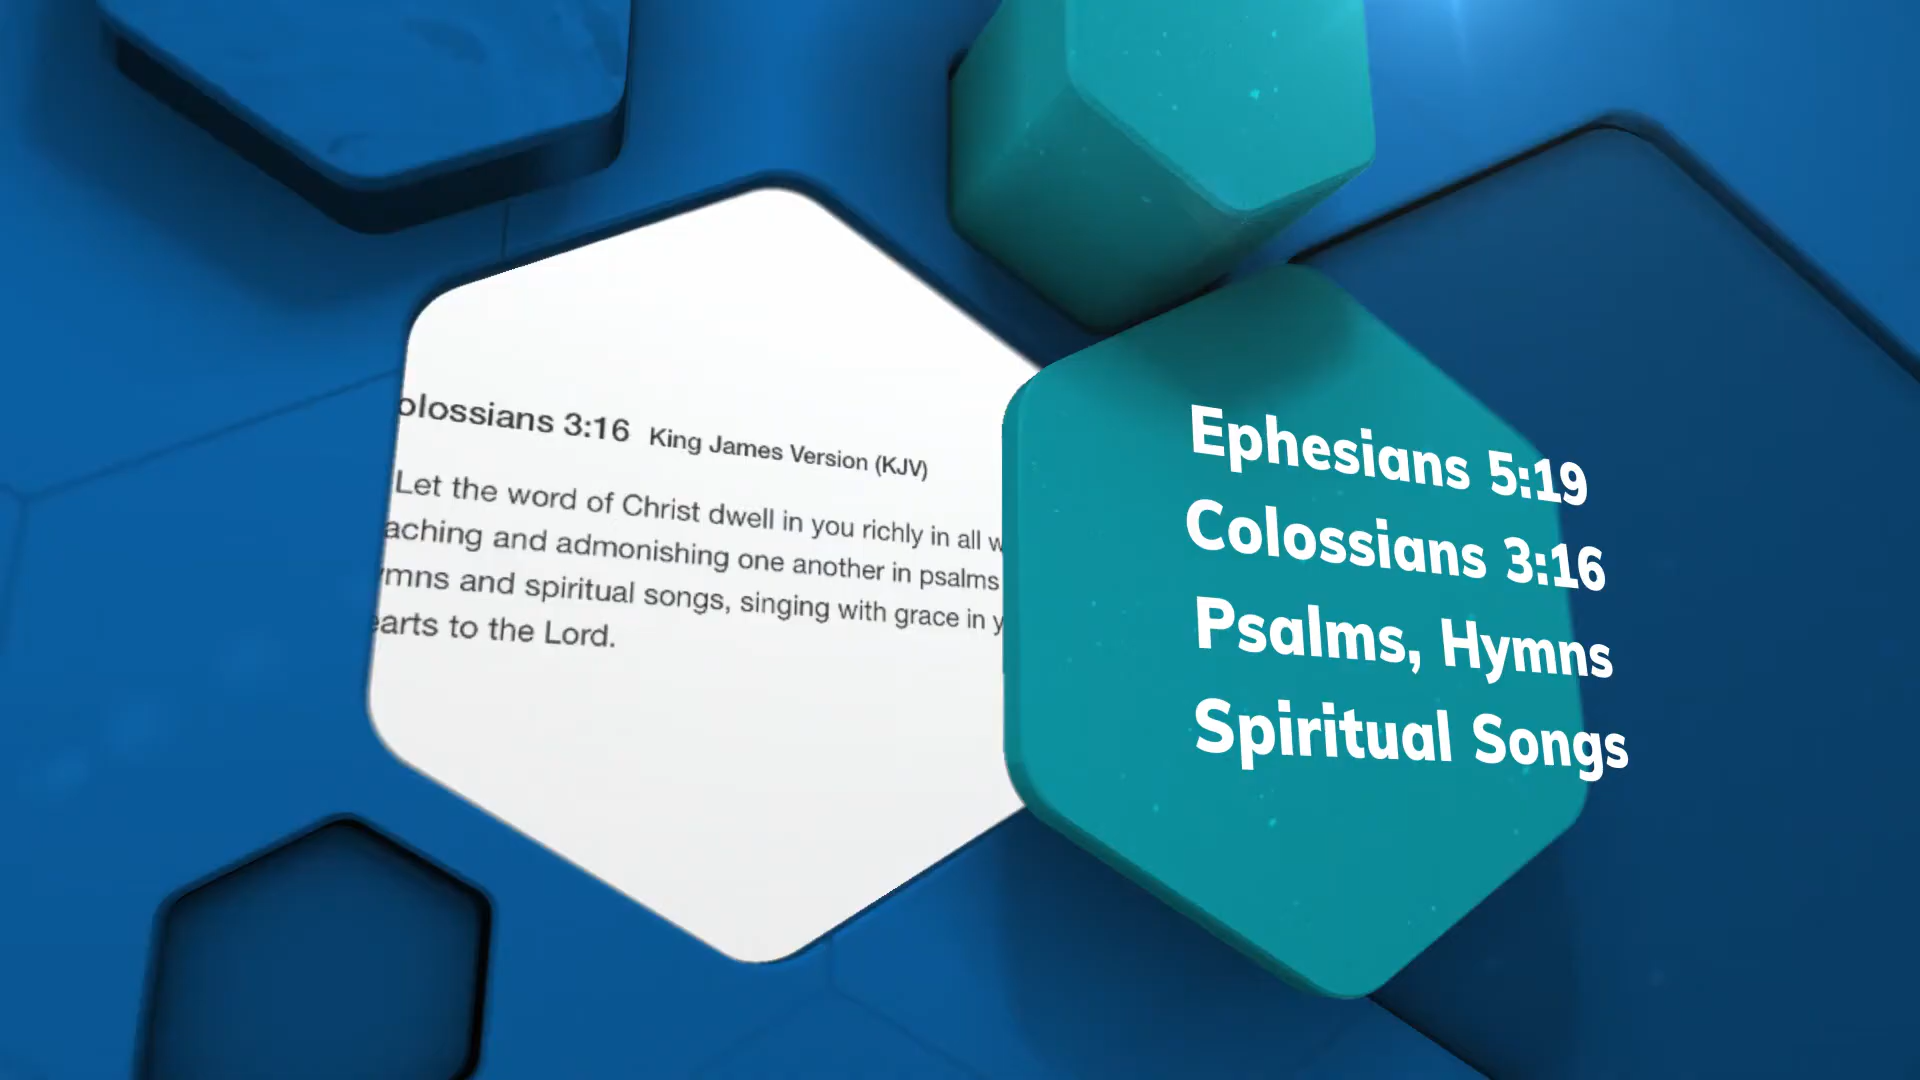 olossians 3:16 King James Version (KJV)
Let the word of Christ dwell in you richly in all
aching and admonishing one another in psalms
mns and spiritual songs, singing with grace in
earts to the Lord.
Ephesians 5:19
Colossians 3:16
Psalms, Hymns
Spiritual Songs